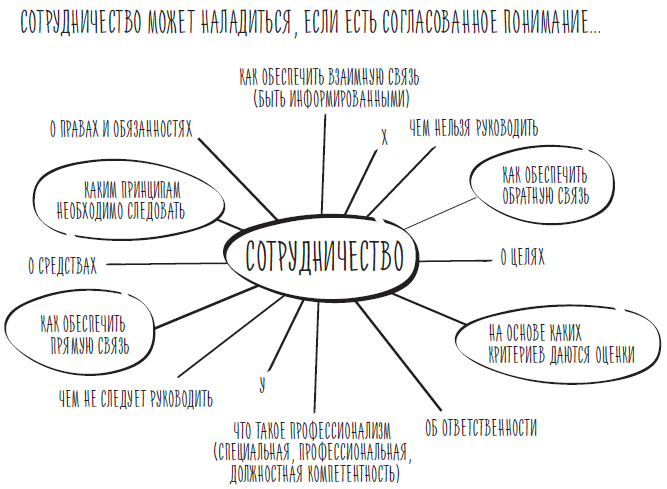 СОТРУДНИЧЕСТВО МОЖЕТ НАЛАДИТЬСЯ, ЕСЛИ ЕСТЬ СОГЛАСОВАННОЕ ПОНИМАНИЕ...
КАК ОБЕСПЕЧИТЬ ВЗАИМНУЮ СВЯЗЬ
(БЫТЬ ИНФОРМИРОВАННЫМИ)
О ПРАВАХ И ОБЯЗАННОСТЯХ
Х
ЧЕМ НЕЛЬЗЯ РУКОВОДИТЬ
КАКИМ ПРИНЦИПАМ
НЕОБХОДИМО СЛЕДОВАТЬ
КАК ОБЕСПЕЧИТЬ
ОБРАТНУЮ СВЯЗЬ
СОТРУДНИЧЕСТВО
О СРЕДСТВАХ
О ЦЕЛЯХ
КАК ОБЕСПЕЧИТЬ
ПРЯМУЮ СВЯЗЬ
НА ОСНОВЕ КАКИХ
КРИТЕРИЕВ ДАЮТСЯ ОЦЕНКИ
ЧЕМ НЕ СЛЕДУЕТ РУКОВОДИТЬ
У
ЧТО ТАКОЕ ПРОФЕССИОНАЛИЗМ
(СПЕЦИАЛЬНАЯ, ПРОФЕССИОНАЛЬНАЯ,
ДОЛЖНОСТНАЯ КОМПЕТЕНТНОСТЬ)
ОБ ОТВЕТСТВЕННОСТИ